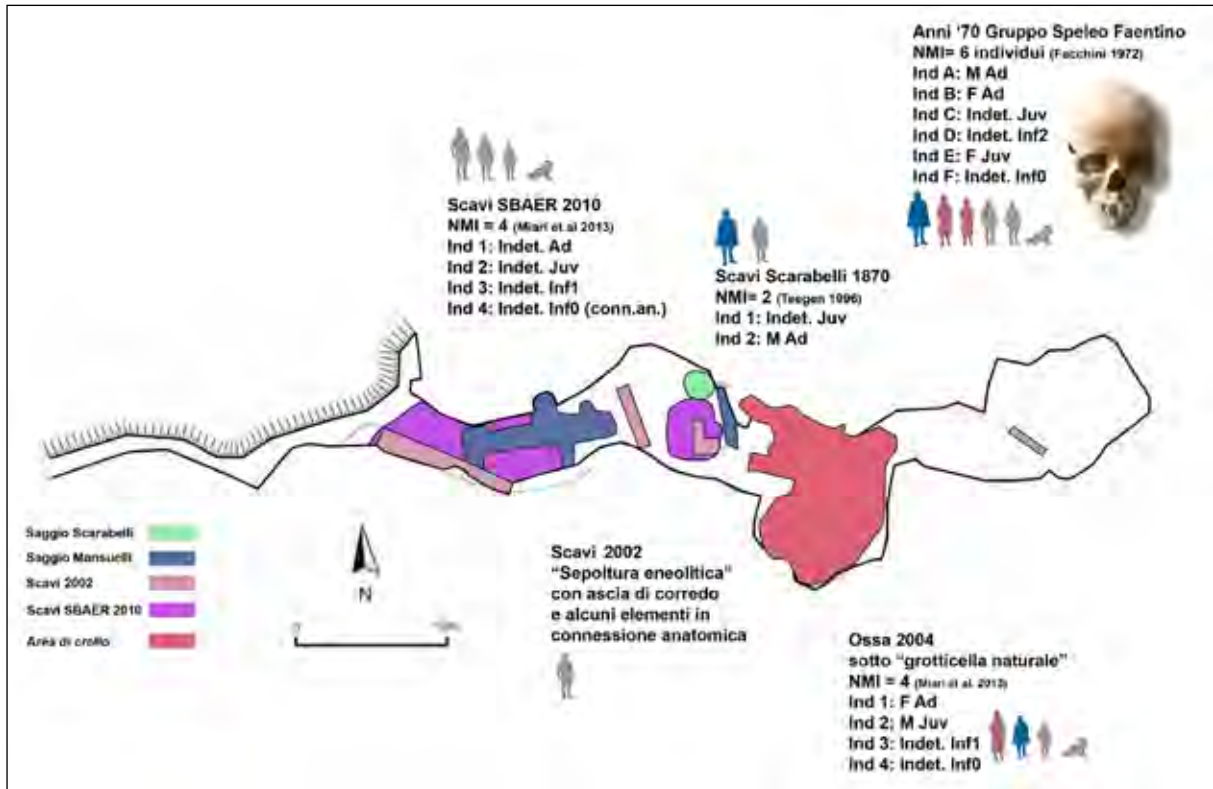 Anni '70 Gruppo Speleo Faentino
NMI= 6 individui (Facchini 1972)
Ind A: M Ad
Ind B: F Ad
Ind C: Indet. Juv
Ind D: Indet. Inf2
Ind E: F Juv
Ind F: Indet. Inf0
Scavi SBAER 2010
NMI = 4 (Miari et al 2013)
Ind 1: Indet. Ad
Ind 2: Indet. Juv
Ind 3: Indet. Inf1
Ind 4: Indet. Inf0 (conn.an.)
Scavi Scarabelli 1870
NMI= 2 (Teegen 1996)
Ind 1: Indet. Juv
Ind 2: M Ad
Saggio Scarabelli
Saggio Mansuelli
Scavi 2002
Scavi SBAER 2010
Area di crollo
N
Scavi 2002
"Sepoltura eneolitica"
con ascia di corredo
e alcuni elementi in
connessione anatomica
Ossa 2004
sotto "grotticella naturale"
NMI = 4 (Miari et al. 2013)
Ind 1: F Ad
Ind 2; M Juv
Ind 3: Indet. Inf1
Ind 4: Indet. Inf0